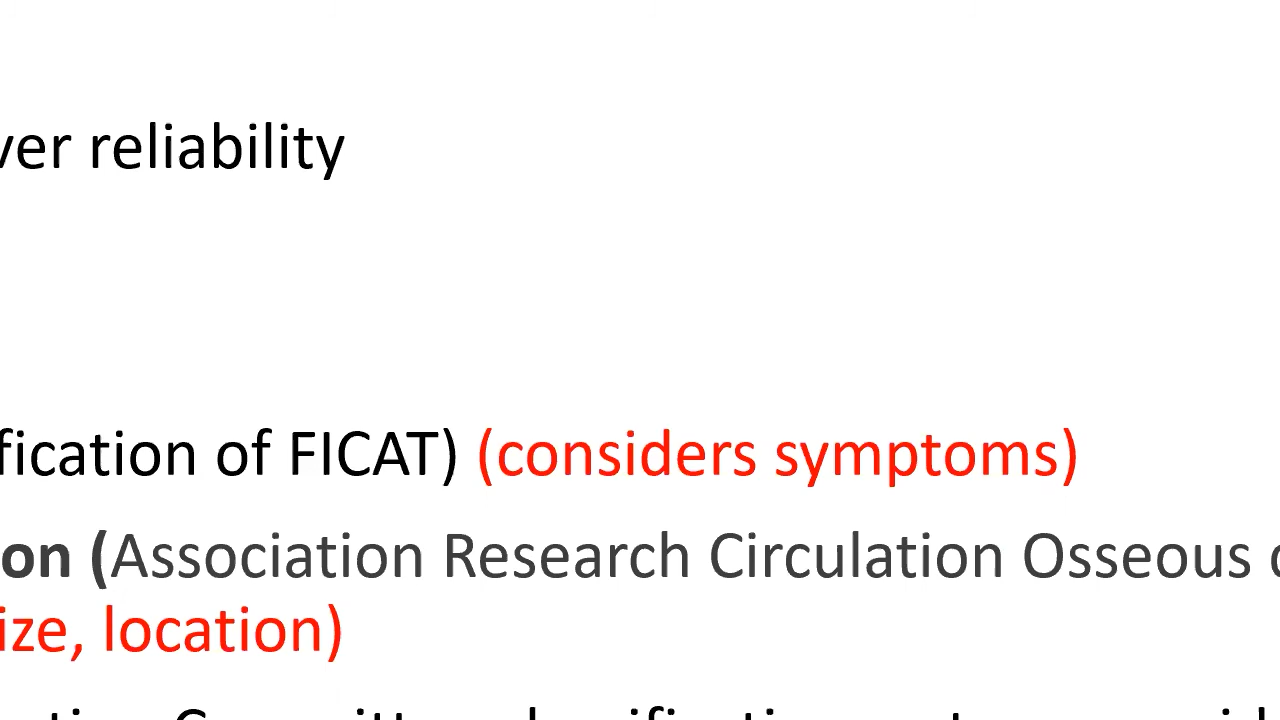 ver reliability
fication of FICAT) (considers symptoms)
on (Association Research Circulation Osseous
ize, location)